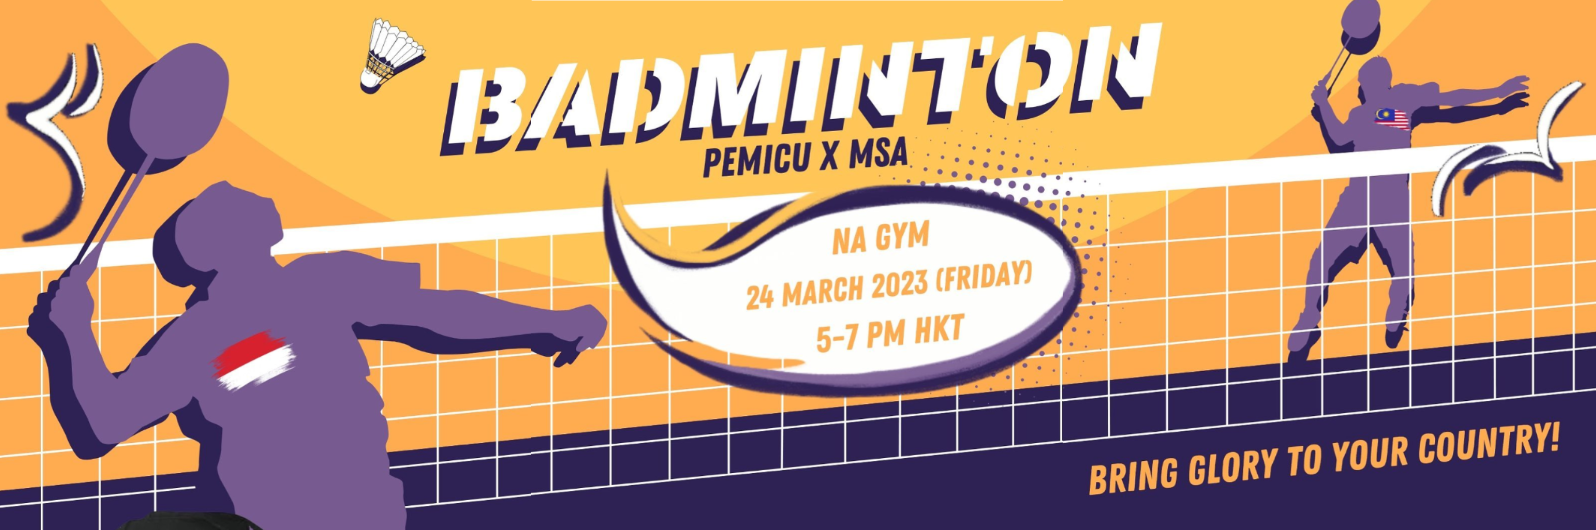 BADMINTON
PEMICU X MSA
NA GYM
24 MARCH 2023 (FRIDAY)
5-7 PM HKT
BRING GLORY TO YOUR COUNTRY!